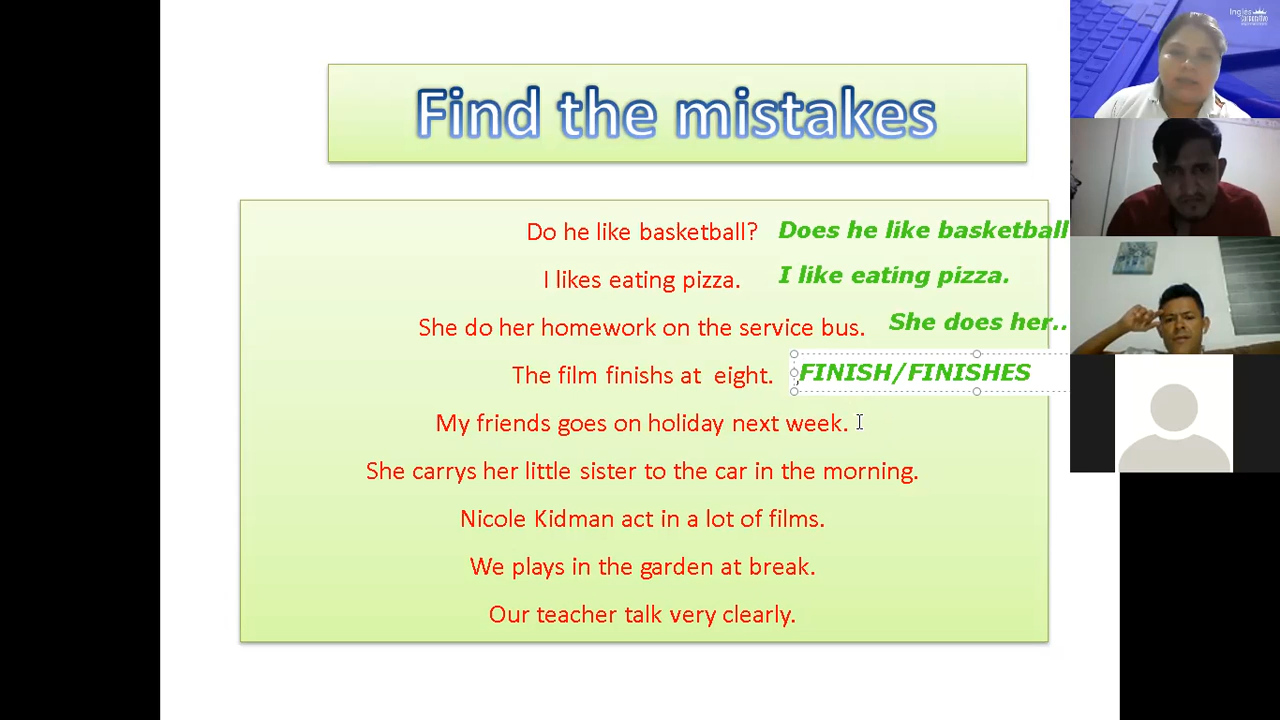 Find the mistakes
Do he like basketball? Does he like basketball
I likes eating pizza. I like eating pizza.
She do her homework on the service bus. She does her..
The film finishs at eight. FINISH/FINISHES
My friends goes on holiday next week.
She carrys her little sister to the car in the morning.
Nicole Kidman act in a lot of films.
We plays in the garden at break.
Our teacher talk very clearly.
Ingles